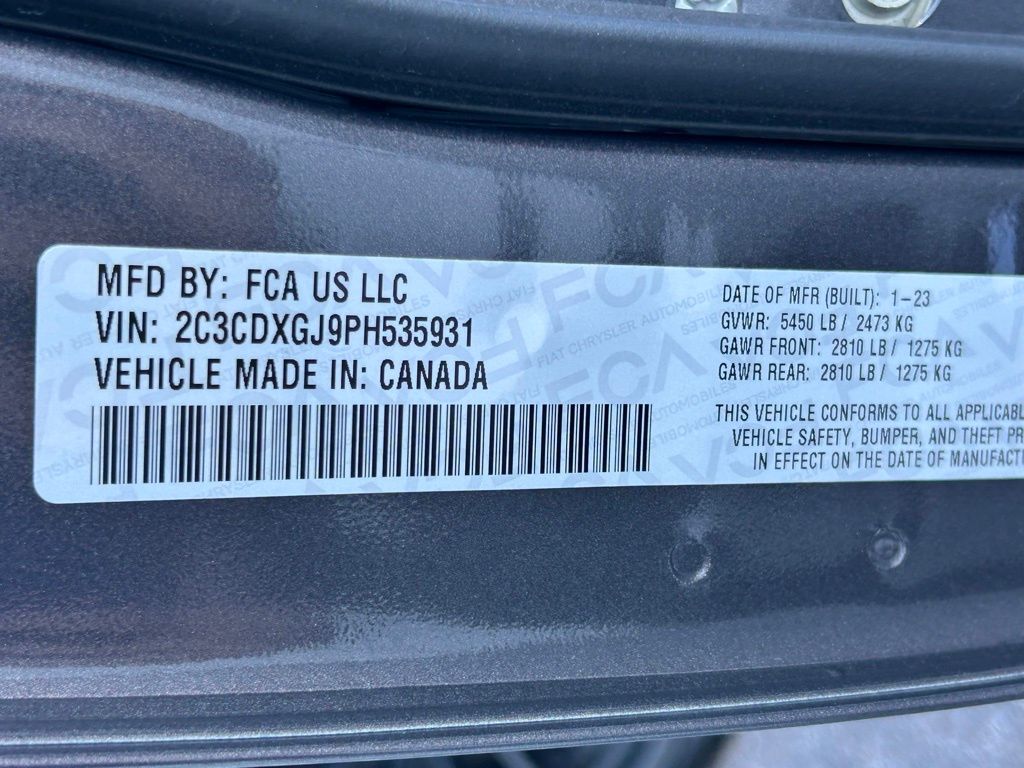 MFD BY: FCA US LLC
VIN: 2C3CDXGJ9PH535931
VEHICLE MADE IN: CANADA
DATE OF MFR (BUILT): 1-23
GVWR: 5450 LB / 2473 KG
GAWR FRONT: 2810 LB / 1275 KG
GAWR REAR: 2810 LB / 1275 KG
THIS VEHICLE CONFORMS TO ALL
VEHICLE SAFETY, BUMPER, AND THEFT
IN EFFECT ON THE DATE OF